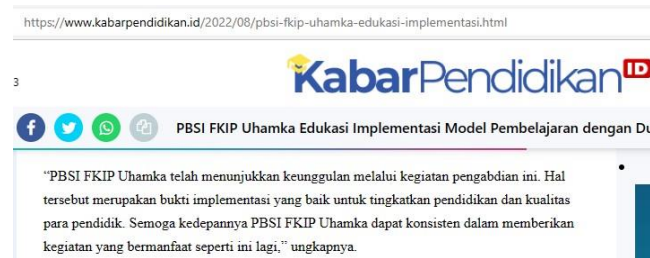 https://www.kabarpendidikan.id/2022/08/pbsi-fkip-uhamka-edukasi-implementasi.html
3
KabarPendidikan ID
PBSI FKIP Uhamka Edukasi Implementasi Model Pembelajaran dengan Du
“PBSI FKIP Uhamka telah menunjukkan keunggulan melalui kegiatan pengabdian ini. Hal
tersebut merupakan bukti implementasi yang baik untuk tingkatkan pendidikan dan kualitas
para pendidik. Semoga kedepannya PBSI FKIP Uhamka dapat konsisten dalam memberikan
kegiatan yang bermanfaat seperti ini lagi,” ungkapnya.